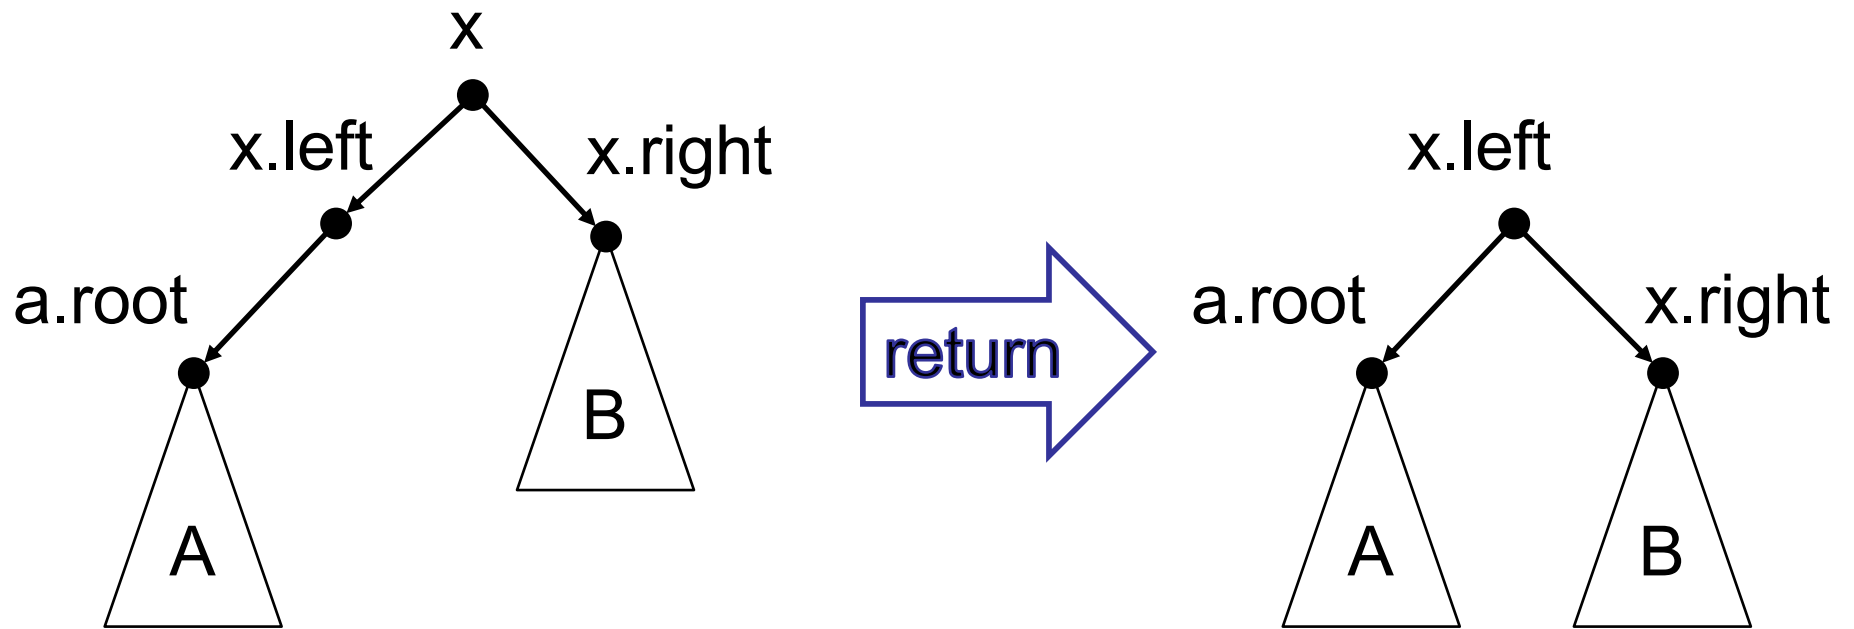 x
x.left
x.right
a.root
B
A
return
x.left
a.root
x.right
A
B